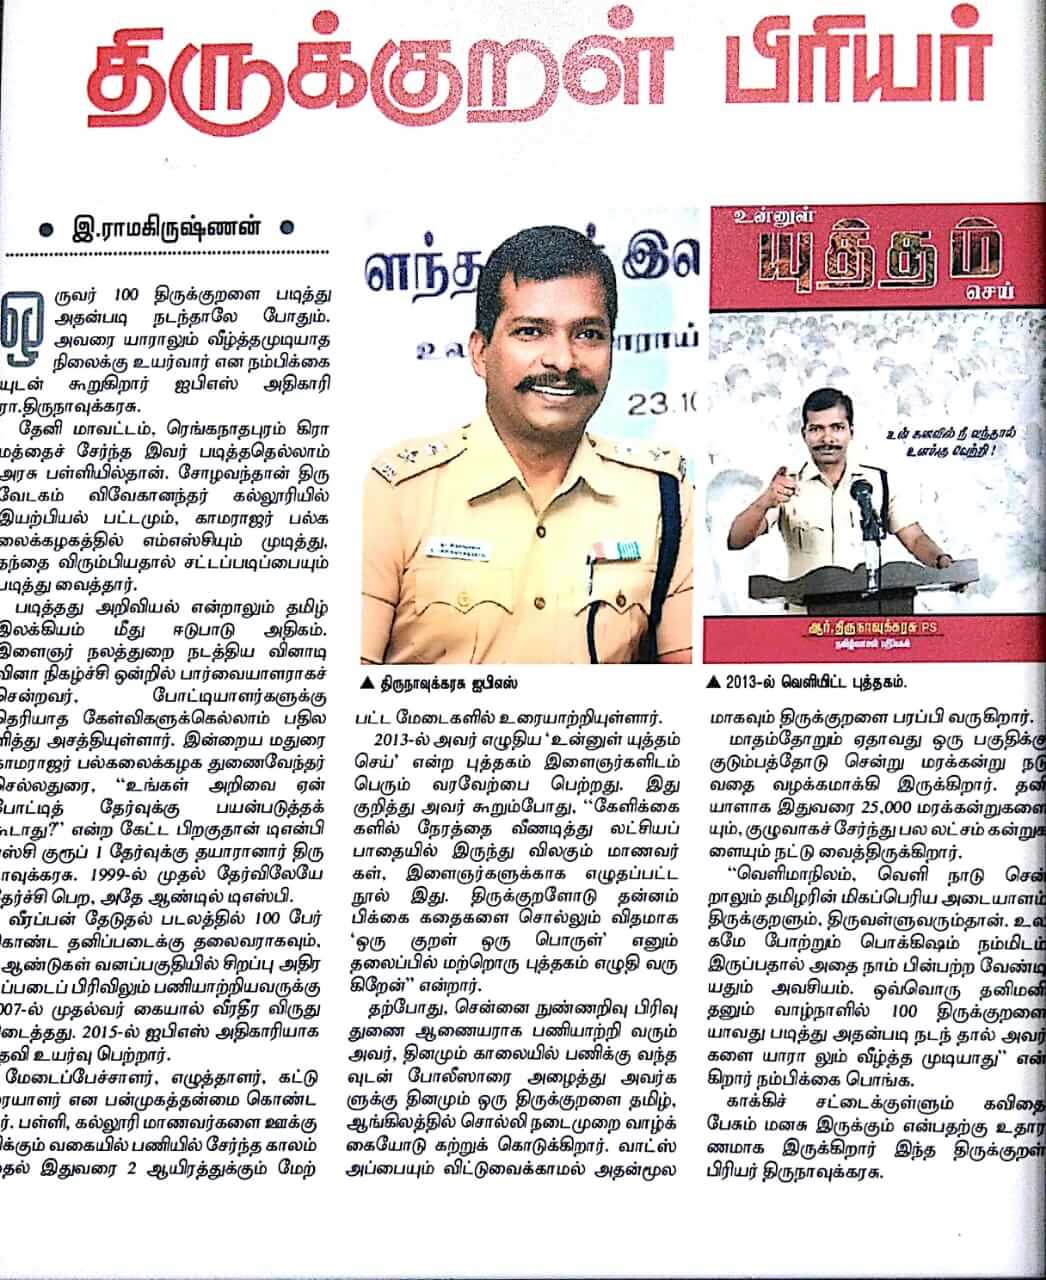 திருக்குறள் பிரியர்
இ.ராமகிருஷ்ணன்
ஒருவர் 100 திருக்குறளை படித்து
அதன்படி நடந்தாலே போதும்.
அவரை யாராலும் வீழ்த்தமுடியாத
நிலைக்கு உயர்வார் என நம்பிக்கை
யுடன் கூறுகிறார் ஐபிஎஸ் அதிகாரி
ரா.திருநாவுக்கரசு.
தேனி மாவட்டம், ரெங்கநாதபுரம் கிரா
மத்தைச் சேர்ந்த இவர் படித்ததெல்லாம்
அரசு பள்ளியில்தான். சோழவந்தான் திரு
வேடகம் விவேகானந்தர் கல்லூரியில்
இயற்பியல் பட்டமும், காமராஜர் பல்க
லைக்கழகத்தில் எம்எஸ்சியும் முடித்து,
தந்தை விரும்பியதால் சட்டப்படிப்பையும்
படித்து வைத்தார்.
படித்தது அறிவியல் என்றாலும் தமிழ்
இலக்கியம் மீது ஈடுபாடு அதிகம்.
இளைஞர் நலத்துறை நடத்திய வினாடி
வினா நிகழ்ச்சி ஒன்றில் பார்வையாளராகச்
சென்றவர், போட்டியாளர்களுக்கு
தெரியாத கேள்விகளுக்கெல்லாம் பதில
ளித்து அசத்தியுள்ளார். இன்றைய மதுரை
காமராஜர் பல்கலைக்கழக துணைவேந்தர்
செல்லதுரை, “உங்கள் அறிவை ஏன்
போட்டித் தேர்வுக்கு பயன்படுத்தக்
கூடாது?’ என்ற கேட்ட பிறகுதான் டிஎன்பி
எஸ்சி குரூப் 1 தேர்வுக்கு தயாரானார் திரு
நாவுக்கரசு. 1999-ல் முதல் தேர்விலேயே
தேர்ச்சி பெற, அதே ஆண்டில் டிஎஸ்பி.
வீரப்பன் தேடுதல் படலத்தில் 100 பேர்
கொண்ட தனிப்படைக்கு தலைவராகவும்,
ஆண்டுகள் வனப்பகுதியில் சிறப்பு அதிர
டிப்படைப் பிரிவிலும் பணியாற்றியவருக்கு
2007-ல் முதல்வர் கையால் வீரதீர விருது
கிடைத்தது. 2015-ல் ஐபிஎஸ் அதிகாரியாக
பதவி உயர்வு பெற்றார்.
மேடைப்பேச்சாளர், எழுத்தாளர், கட்டு
ரையாளர் என பன்முகத்தன்மை கொண்ட
வர். பள்ளி, கல்லூரி மாணவர்களை ஊக்கு
விக்கும் வகையில் பணியில் சேர்ந்த காலம்
முதல் இதுவரை 2 ஆயிரத்துக்கும் மேற்
ளந்த இல
உல ாராய்
23.10
▲ திருநாவுக்கரசு ஐபிஎஸ்
பட்ட மேடைகளில் உரையாற்றியுள்ளார்.
2013-ல் அவர் எழுதிய ‘உன்னுள் யுத்தம்
செய்’ என்ற புத்தகம் இளைஞர்களிடம்
பெரும் வரவேற்பை பெற்றது. இது
குறித்து அவர் கூறும்போது, “கேளிக்கை
களில் நேரத்தை வீணடித்து லட்சியப்
பாதையில் இருந்து விலகும் மாணவர்
கள், இளைஞர்களுக்காக எழுதப்பட்ட
நூல் இது. திருக்குறளோடு தன்னம்
பிக்கை கதைகளை சொல்லும் விதமாக
‘ஒரு குறள் ஒரு பொருள்’ எனும்
தலைப்பில் மற்றொரு புத்தகம் எழுதி வரு
கிறேன்” என்றார்.
தற்போது, சென்னை நுண்ணறிவு பிரிவு
துணை ஆணையராக பணியாற்றி வரும்
அவர், தினமும் காலையில் பணிக்கு வந்த
வுடன் போலீஸாரை அழைத்து அவர்க
ளுக்கு தினமும் ஒரு திருக்குறளை தமிழ்,
ஆங்கிலத்தில் சொல்லி நடைமுறை வாழ்க்
கையோடு கற்றுக் கொடுக்கிறார். வாட்ஸ்
அப்பையும் விட்டுவைக்காமல் அதன்மூல
உன்னுள்
யுத்தம்
செய்
உன் கனவில் நீ வந்தால்
உனக்கு வெற்றி!
ஆர்.திருநாவுக்கரசு IPS
▲ 2013-ல் வெளியிட்ட புத்தகம்.
மாகவும் திருக்குறளை பரப்பி வருகிறார்.
மாதம்தோறும் ஏதாவது ஒரு பகுதிக்கு
குடும்பத்தோடு சென்று மரக்கன்று நடு
வதை வழக்கமாக்கி இருக்கிறார். தனி
யாளாக இதுவரை 25,000 மரக்கன்றுகளை
யும், குழுவாகச் சேர்ந்து பல லட்சம் கன்றுக
ளையும் நட்டு வைத்திருக்கிறார்.
“வெளிமாநிலம், வெளி நாடு சென்
றாலும் தமிழரின் மிகப்பெரிய அடையாளம்
திருக்குறளும், திருவள்ளுவரும்தான். உல
கமே போற்றும் பொக்கிஷம் நம்மிடம்
இருப்பதால் அதை நாம் பின்பற்ற வேண்டி
யதும் அவசியம். ஒவ்வொரு தனிமனி
தனும் வாழ்நாளில் 100 திருக்குறளை
யாவது படித்து அதன்படி நடந் தால் அவர்
களை யாரா லும் வீழ்த்த முடியாது” என்
கிறார் நம்பிக்கை பொங்க.
காக்கிச் சட்டைக்குள்ளும் கவிதை
பேசும் மனசு இருக்கும் என்பதற்கு உதார
ணமாக இருக்கிறார் இந்த திருக்குறள்
பிரியர் திருநாவுக்கரசு.